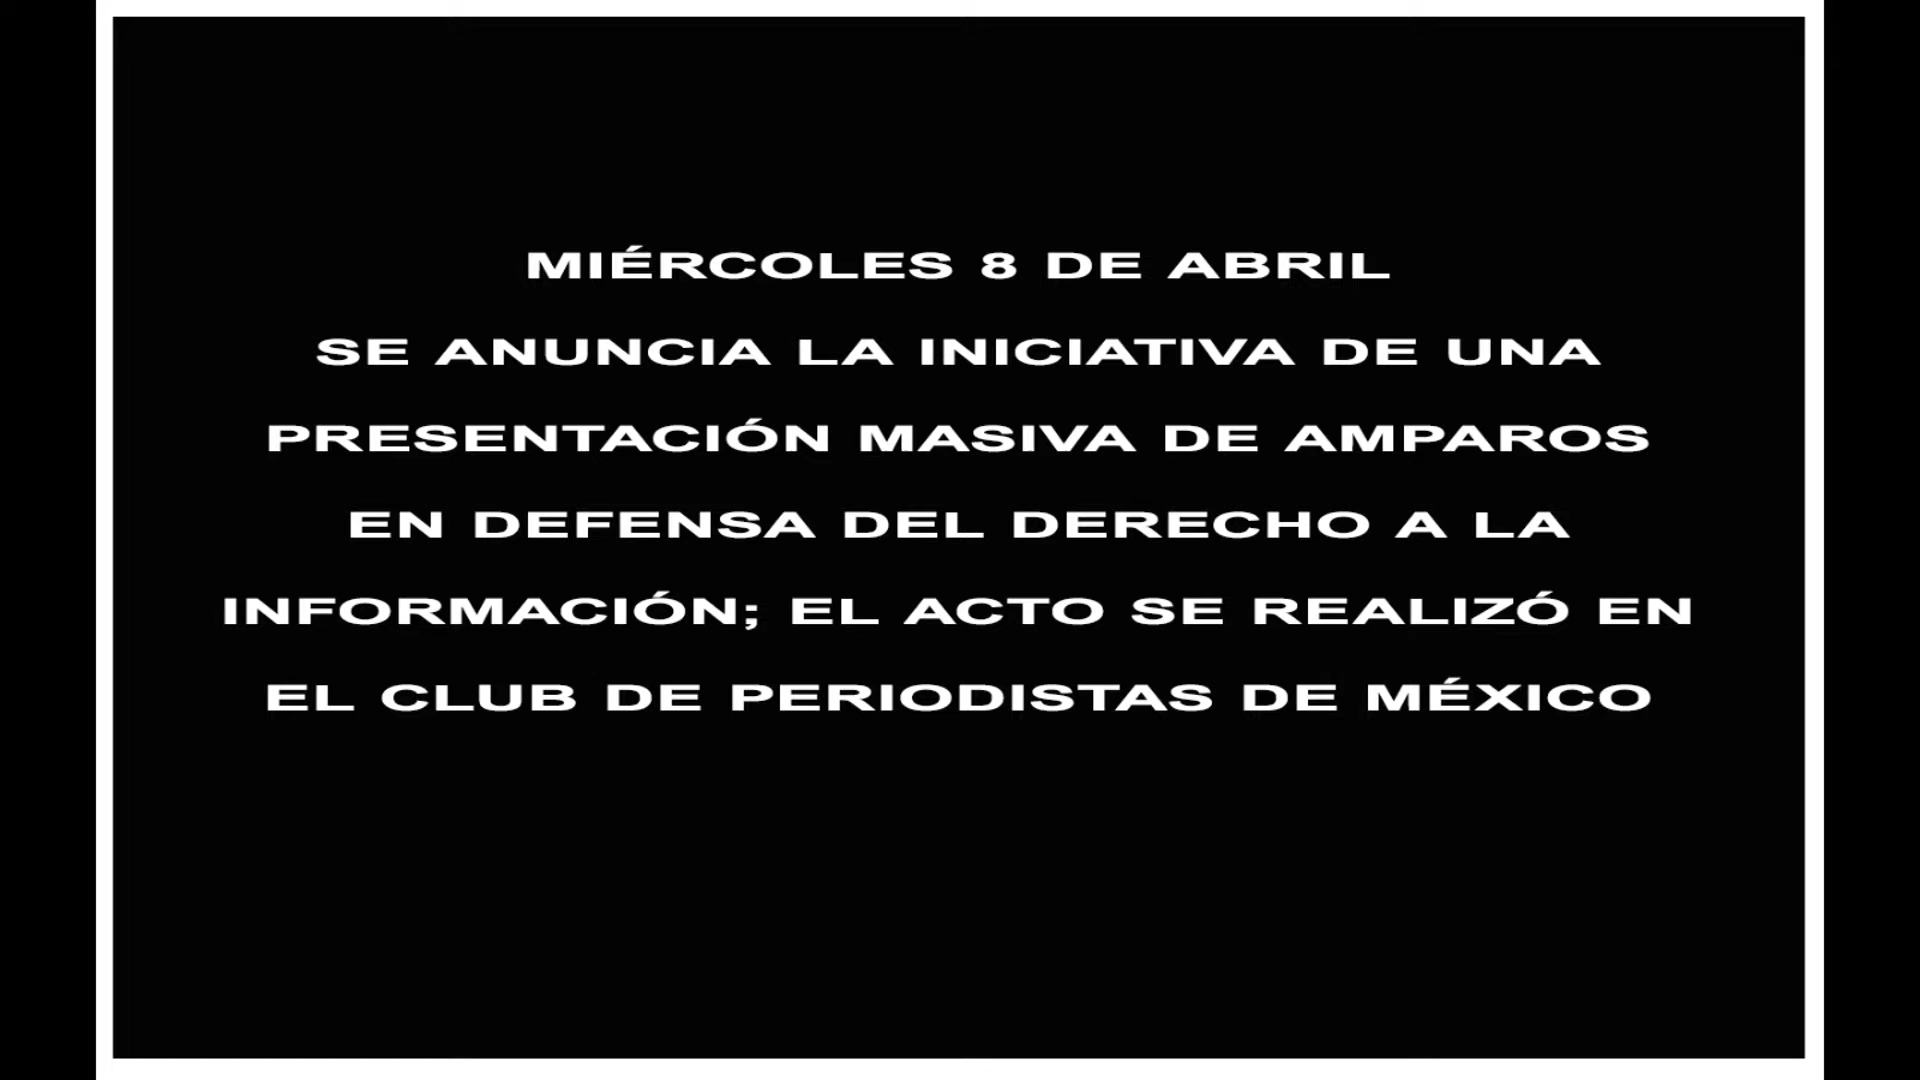 MIÉRCOLES 8 DE ABRIL
SE ANUNCIA LA INICIATIVA DE UNA
PRESENTACIÓN MASIVA DE AMPAROS
EN DEFENSA DEL DERECHO A LA
INFORMACIÓN; EL ACTO SE REALIZÓ EN
EL CLUB DE PERIODISTAS DE MÉXICO